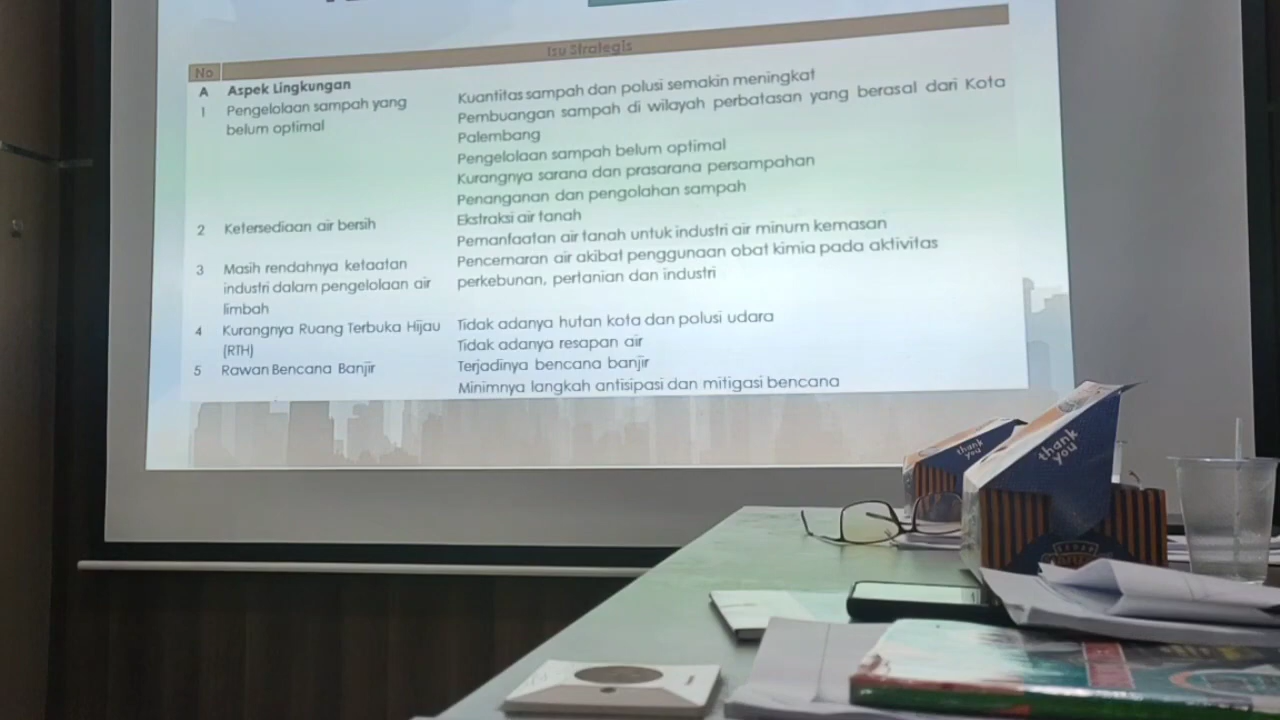 Isu Strategis
No
A Aspek Lingkungan
1 Pengelolaan sampah yang
belum optimal
Kuantitas sampah dan polusi semakin meningkat
Pembuangan sampah di wilayah perbatasan yang berasal dari Kota
Palembang
Pengelolaan sampah belum optimal
Kurangnya sarana dan prasarana persampahan
Penanganan dan pengolahan sampah
2 Ketersediaan air bersih
Ekstraksi air tanah
Pemanfaatan air tanah untuk industri air minum kemasan
3 Masih rendahnya ketaatan
industri dalam pengelolaan air
limbah
Pencemaran air akibat penggunaan obat kimia pada aktivitas
perkebunan, pertanian dan industri
4 Kurangnya Ruang Terbuka Hijau
(RTH)
Tidak adanya hutan kota dan polusi udara
Tidak adanya resapan air
5 Rawan Bencana Banjir
Terjadinya bencana banjir
Minimnya langkah antisipasi dan mitigasi bencana
thank
you
thank
you